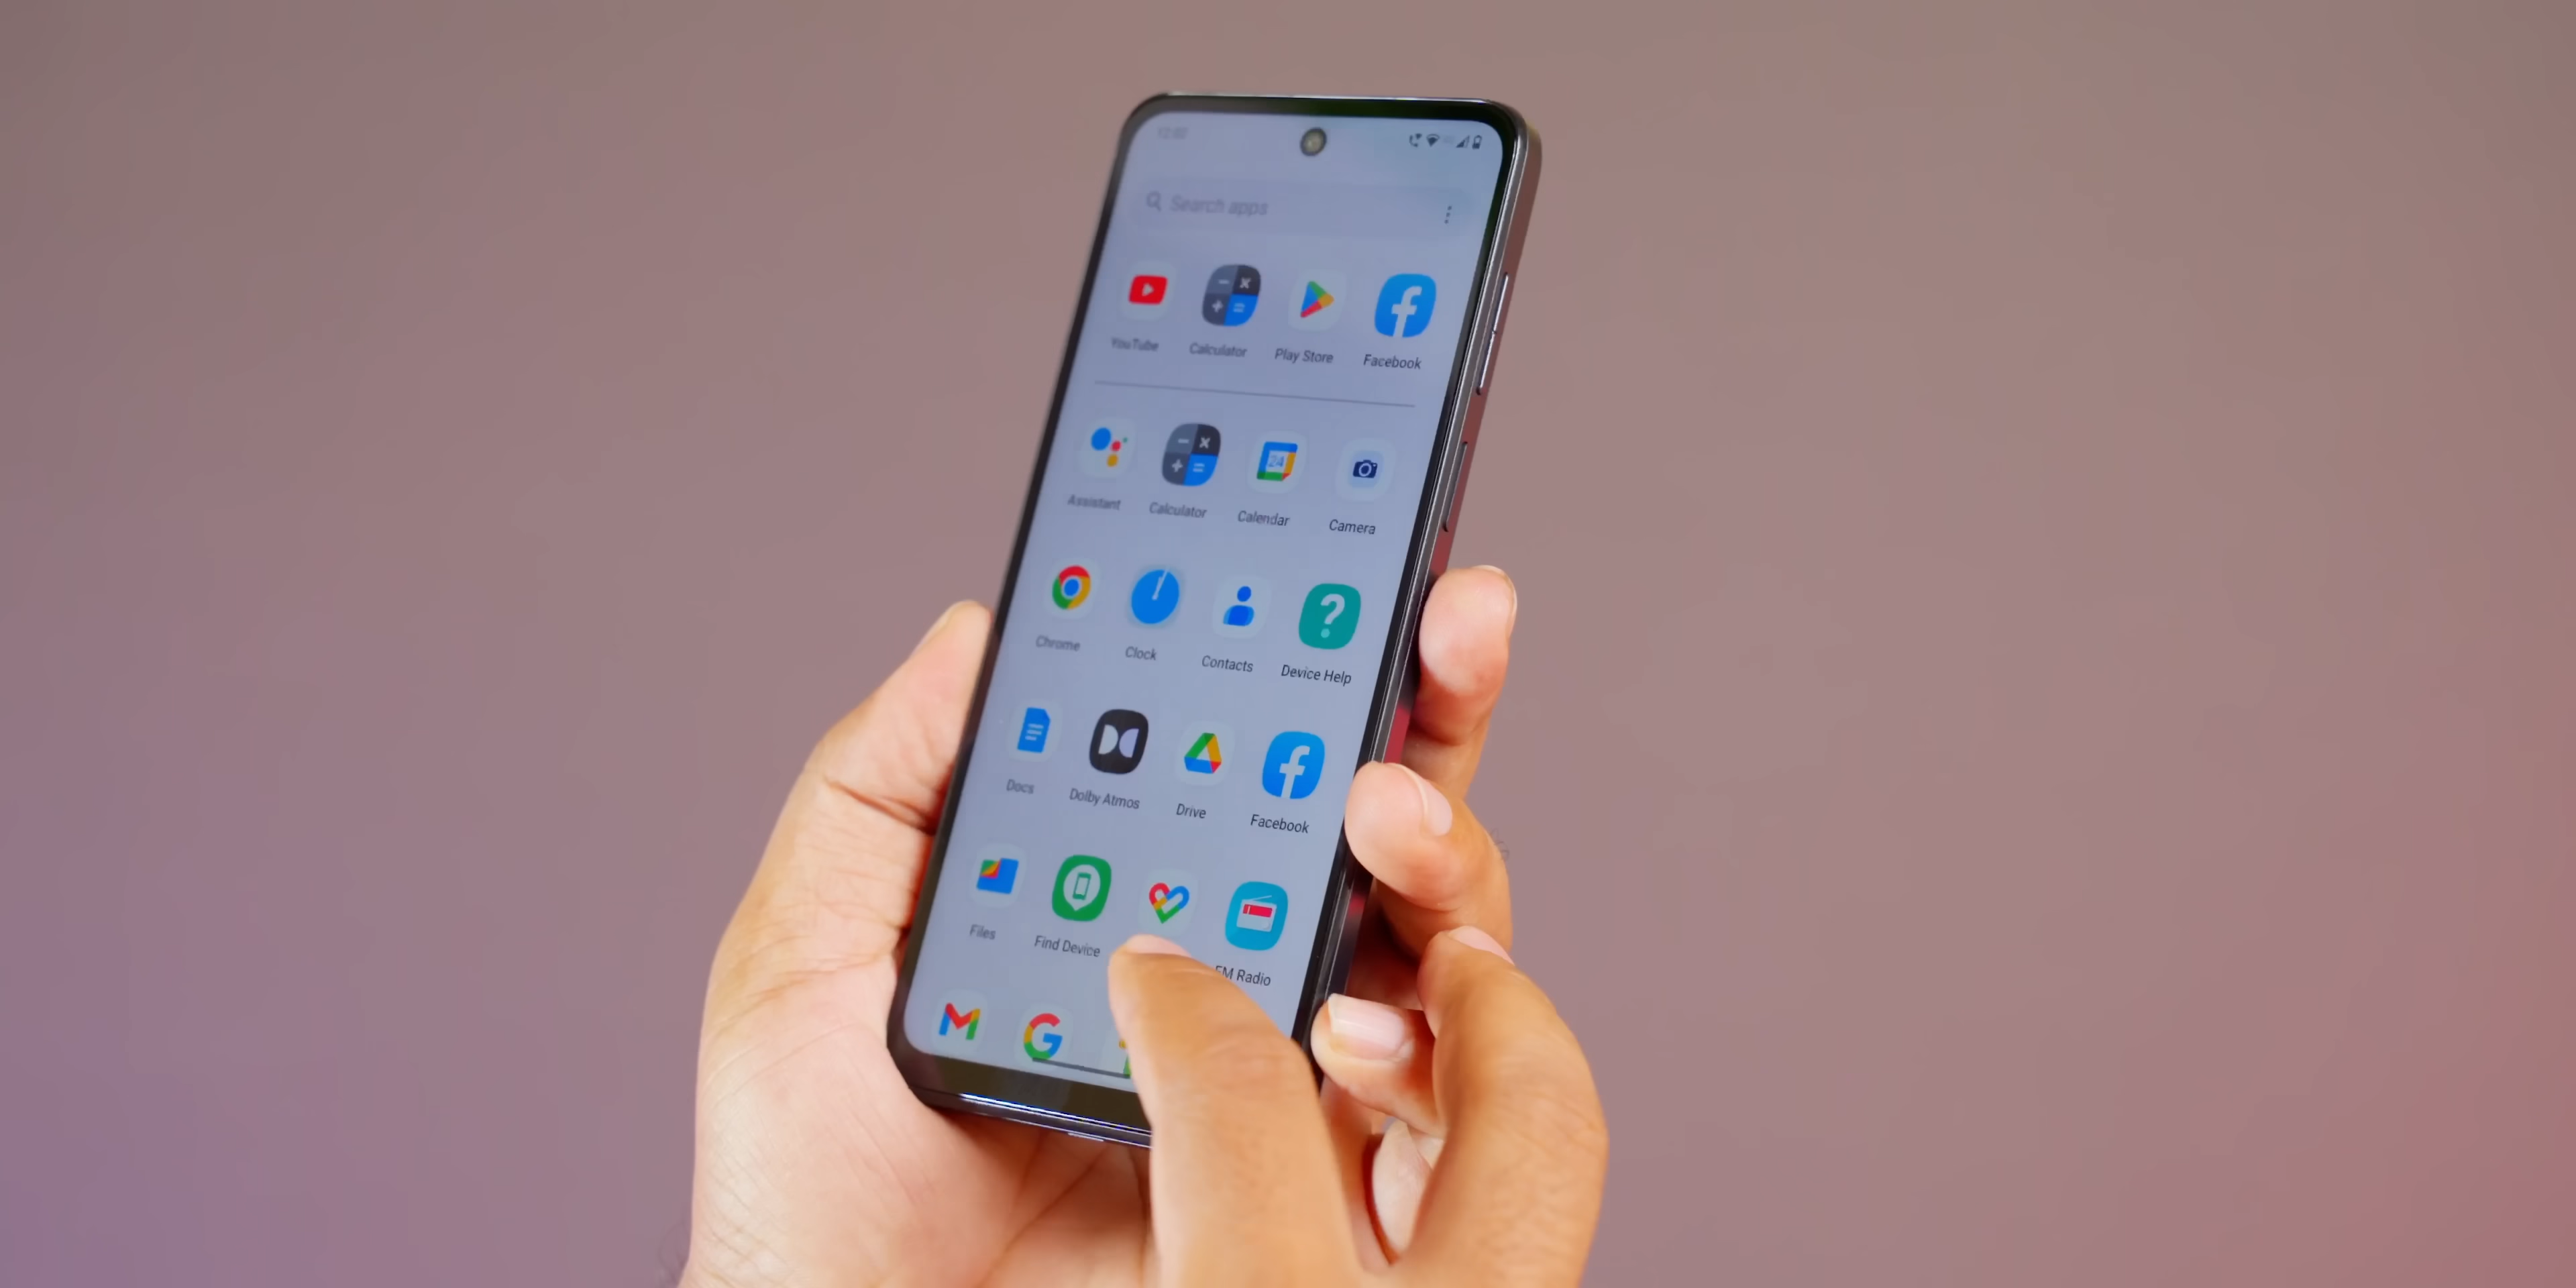 Search apps
YouTube Calculator Play Store Facebook
Assistant Calculator Calendar Camera
24
Chrome Clock Contacts Device Help
Docs Dolby Atmos Drive Facebook
Files Find Device FM Radio